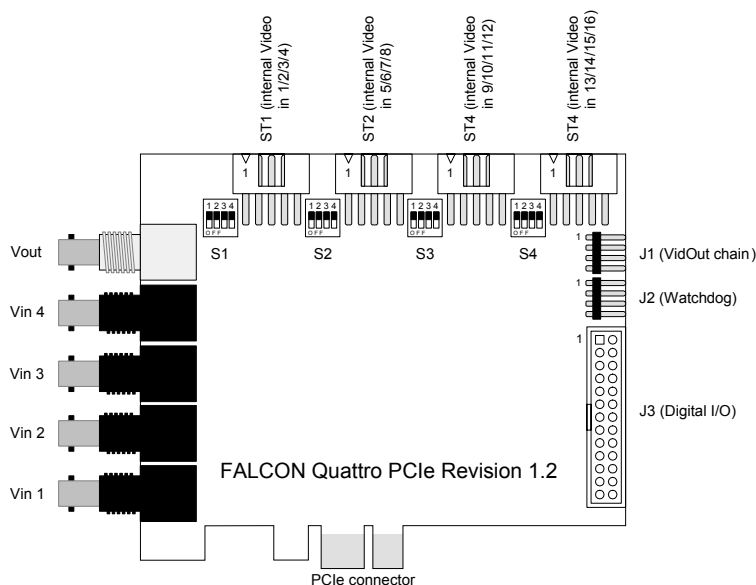 ST1 (internal Video
in 1/2/3/4)
ST2 (internal Video
in 5/6/7/8)
ST4 (internal Video
in 9/10/11/12)
ST4 (internal Video
in 13/14/15/16)
1
1
1
1
1 2 3 4
OFF
S1
1 2 3 4
OFF
S2
1 2 3 4
OFF
S3
1 2 3 4
OFF
S4
Vout
Vin 4
Vin 3
Vin 2
Vin 1
1
J1 (VidOut chain)
1
J2 (Watchdog)
1
J3 (Digital I/O)
FALCON Quattro PCIe Revision 1.2
PCIe connector